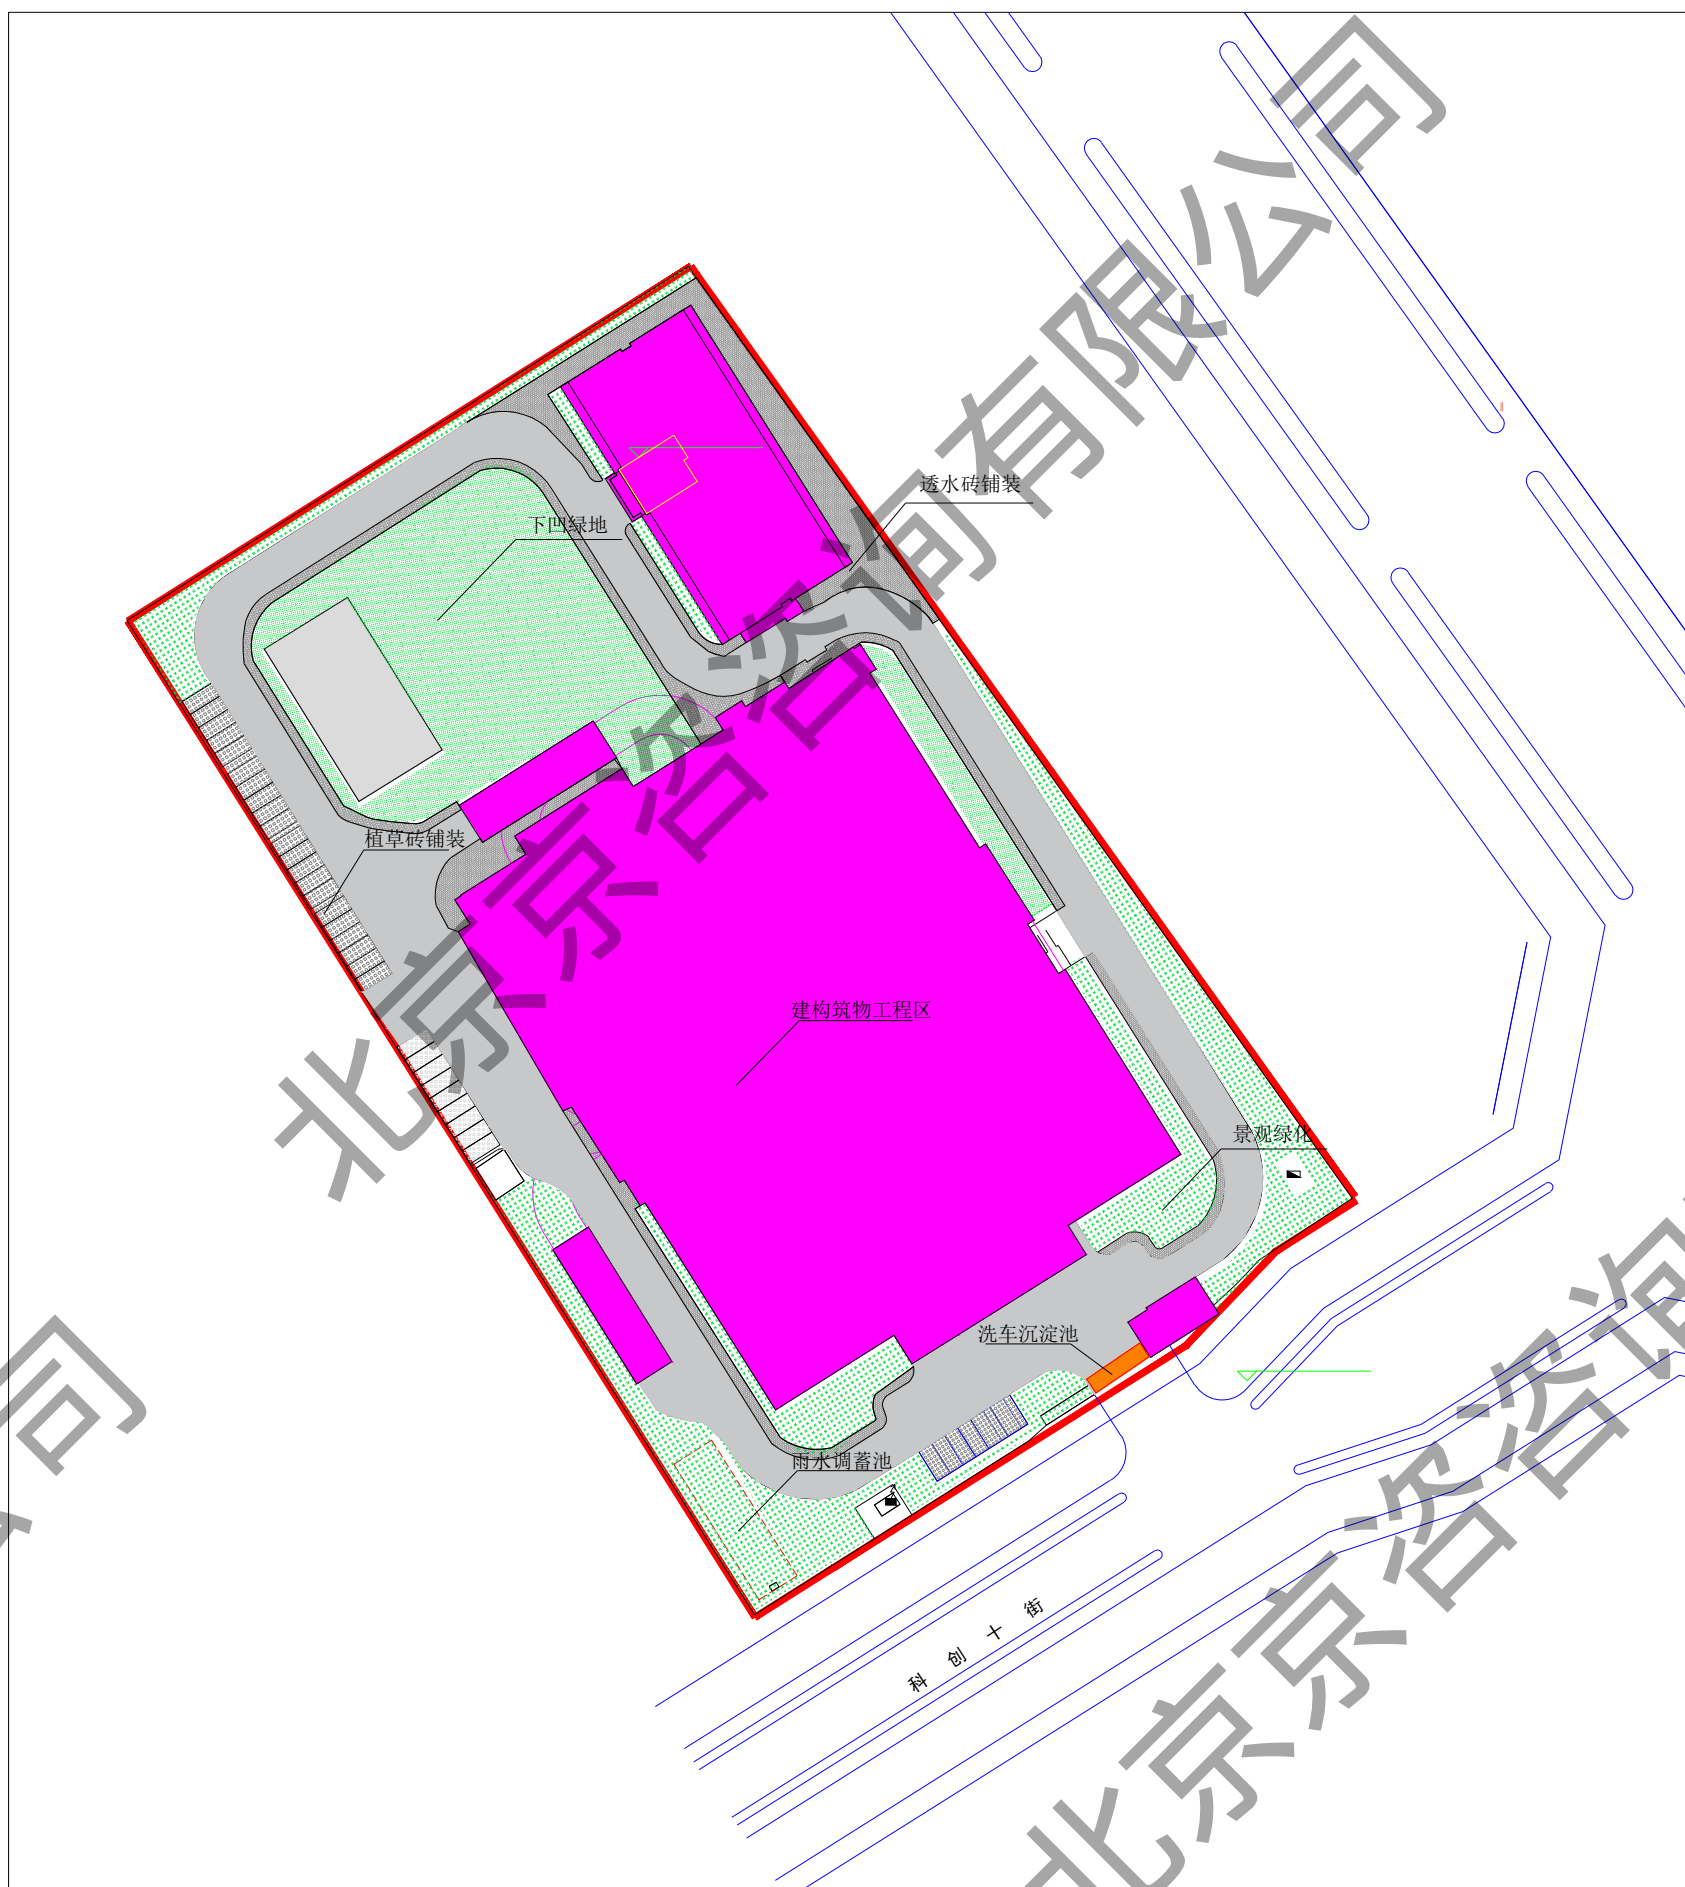 透水砖铺装
下凹绿地
植草砖铺装
建构筑物工程区
景观绿化
洗车沉淀池
雨水调蓄池
科创十街
北京京咨咨询有限公司
北京京咨咨询
公司